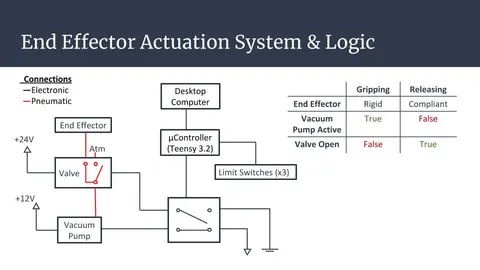 End Effector Actuation System & Logic
Connections
Electronic
Pneumatic
+24V
End Effector
Atm
Valve
+12V
Vacuum
Pump
Desktop
Computer
µController
(Teensy 3.2)
Limit Switches (x3)
Gripping Releasing
End Effector Rigid Compliant
Vacuum
Pump Active True False
Valve Open False True